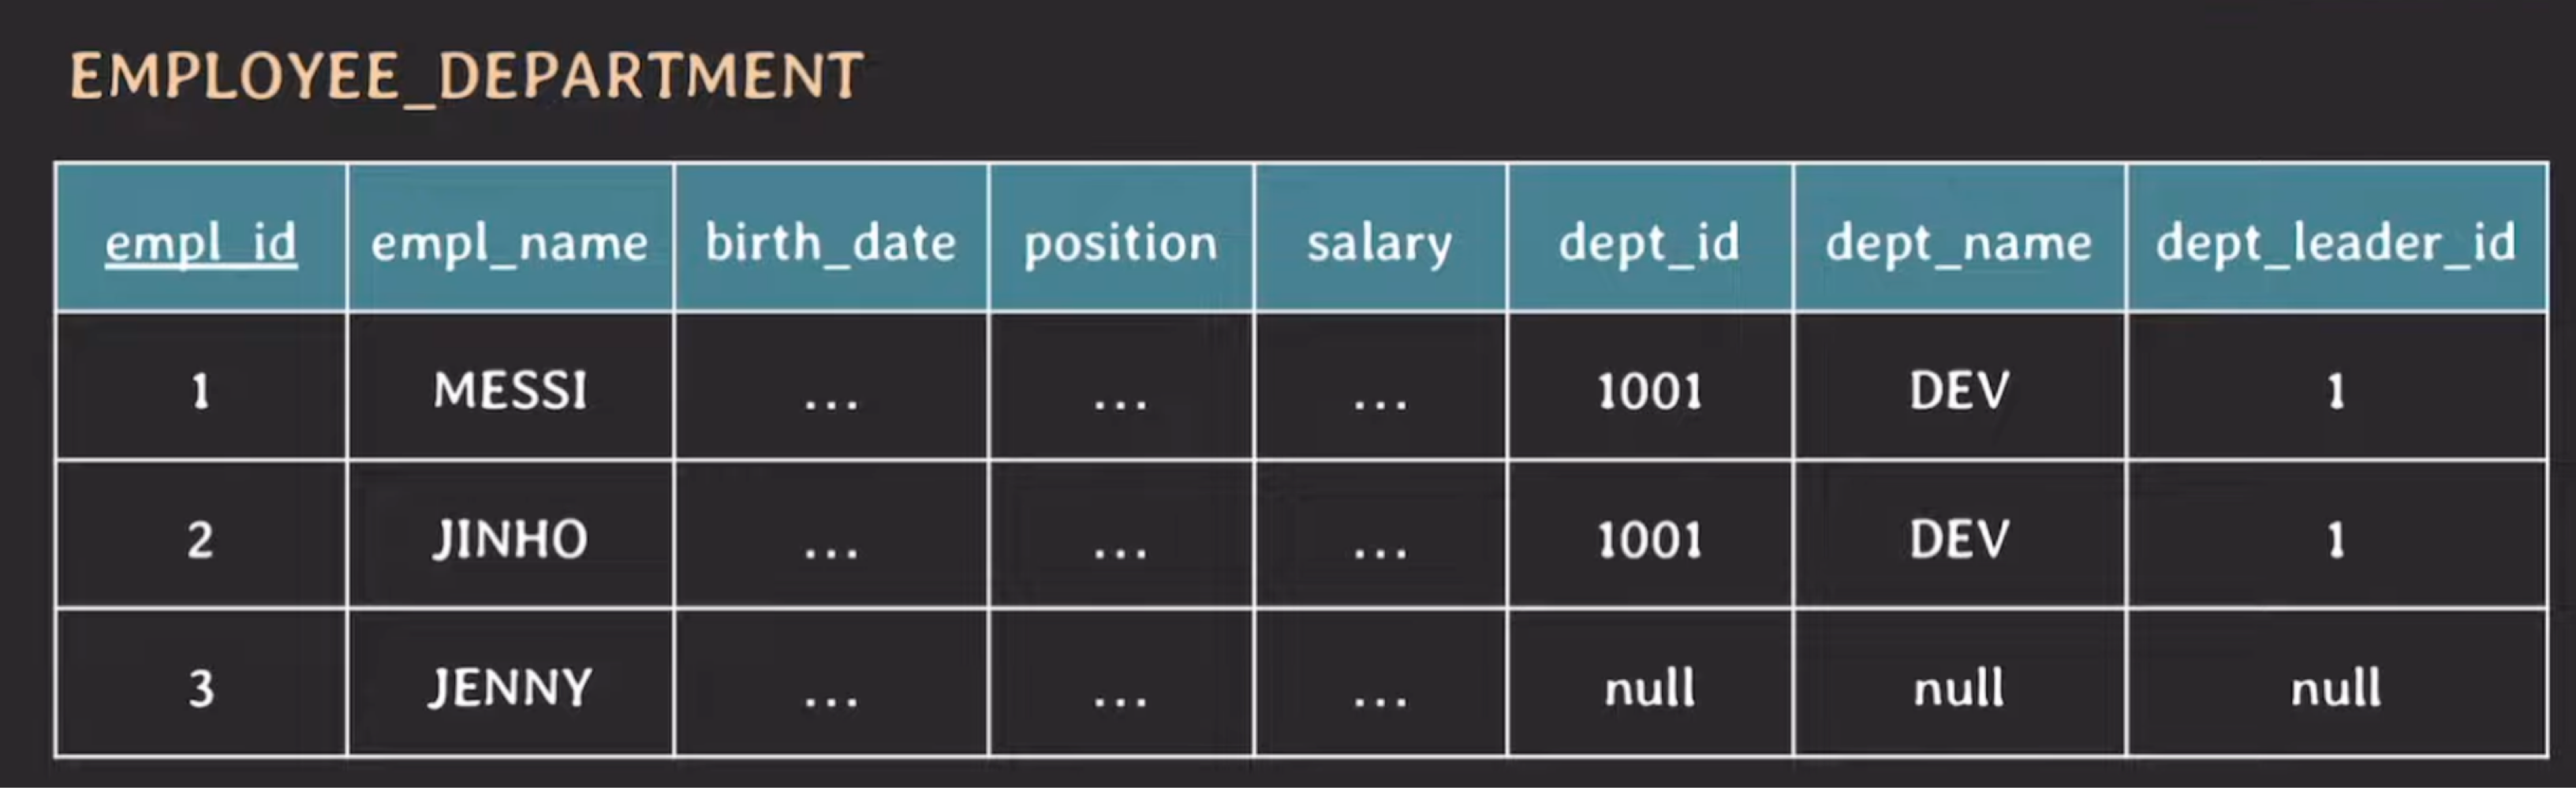 EMPLOYEE_DEPARTMENT
empl_id empl_name birth_date position salary dept_id dept_name dept_leader_id
1 MESSI ... ... ... 1001 DEV 1
2 JINHO ... ... ... 1001 DEV 1
3 JENNY ... ... ... null null null